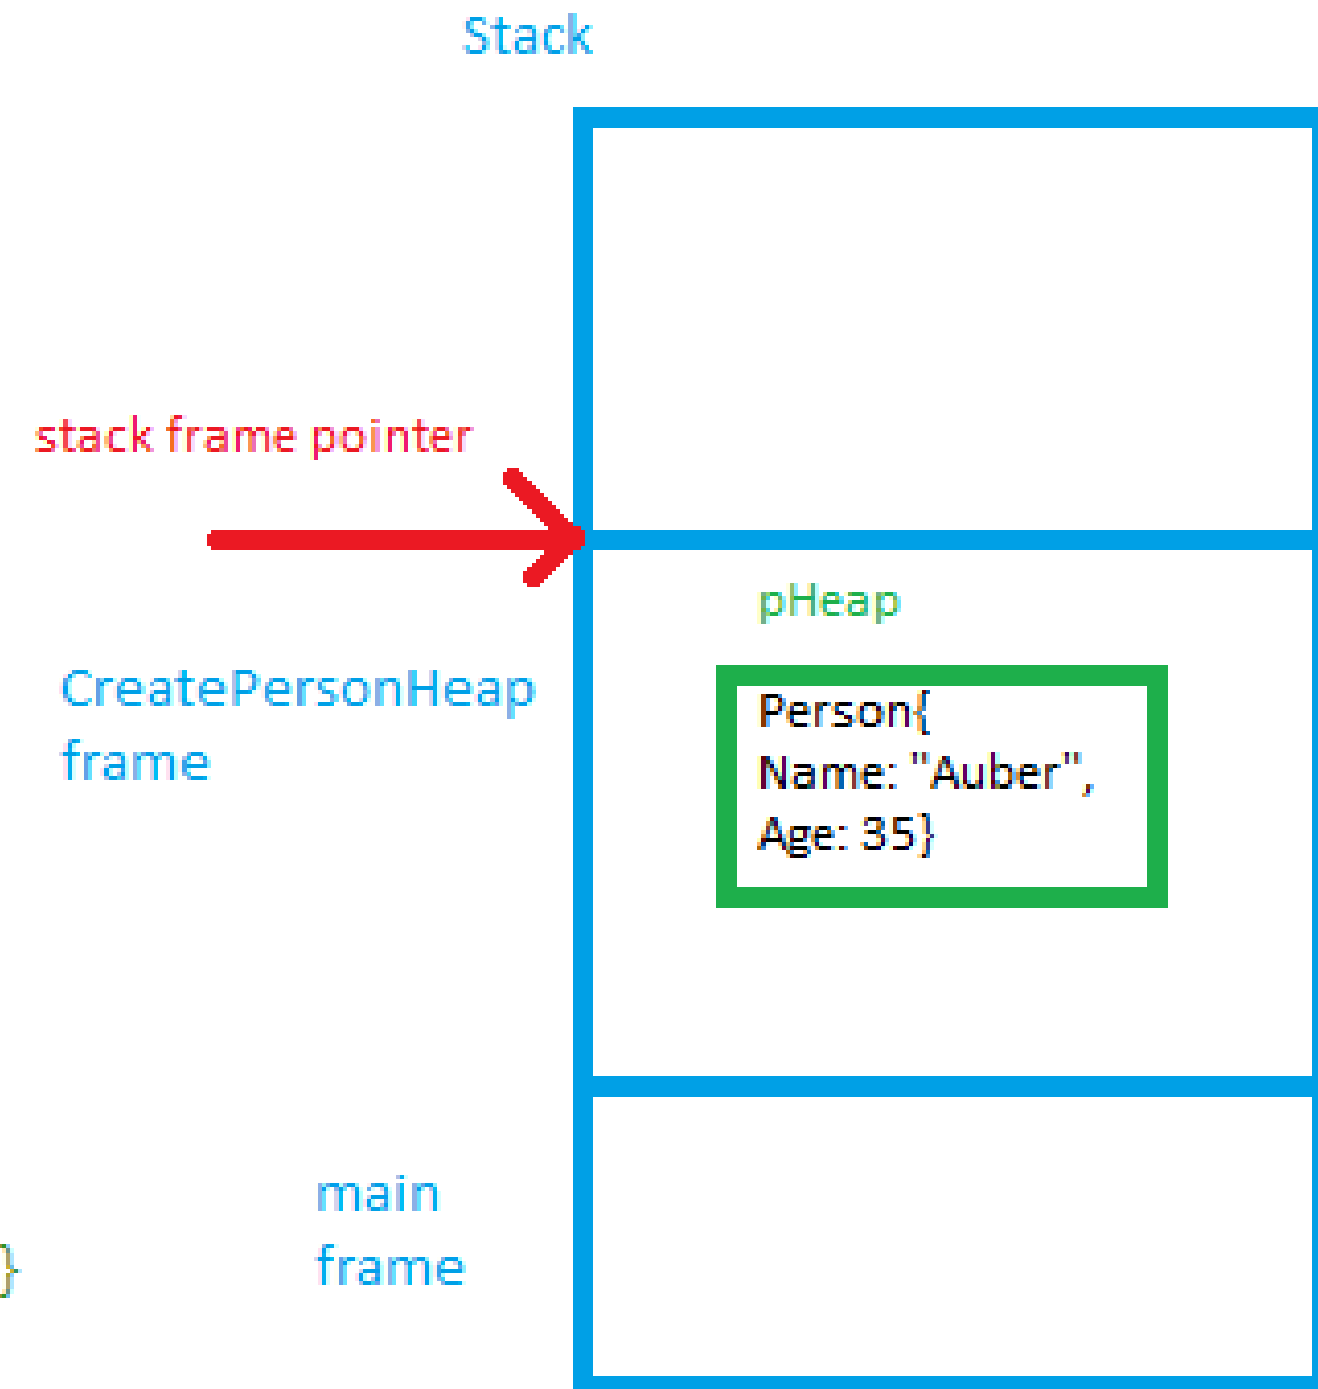 Stack
stack frame pointer
pHeap
CreatePersonHeap
frame
Person{
Name: "Auber",
Age: 35}
main
frame
}